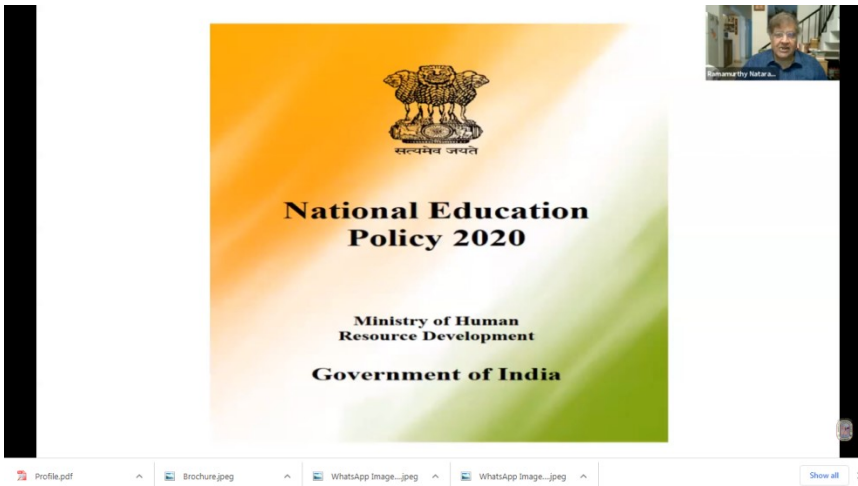 सत्यमेव जयते
National Education
Policy 2020
Ministry of Human
Resource Development
Government of India
Ramamurthy Natara...
Profile.pdf
Brochure.jpeg
WhatsApp Image....jpeg
WhatsApp Image....jpeg
Show all